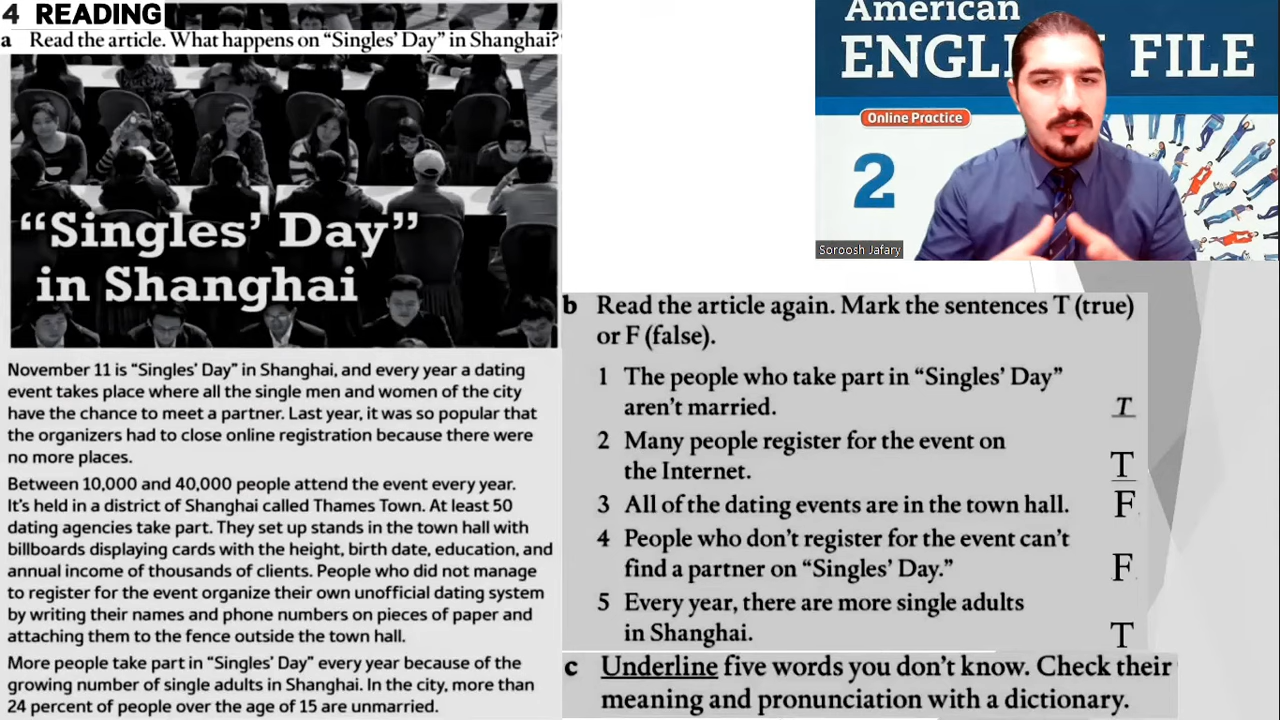 4 READING
a Read the article. What happens on “Singles’ Day” in Shanghai?
“Singles’ Day”
in Shanghai
November 11 is “Singles’ Day” in Shanghai, and every year a dating
event takes place where all the single men and women of the city
have the chance to meet a partner. Last year, it was so popular that
the organizers had to close online registration because there were
no more places.
Between 10,000 and 40,000 people attend the event every year.
It’s held in a district of Shanghai called Thames Town. At least 50
dating agencies take part. They set up stands in the town hall with
billboards displaying cards with the height, birth date, education, and
annual income of thousands of clients. People who did not manage
to register for the event organize their own unofficial dating system
by writing their names and phone numbers on pieces of paper and
attaching them to the fence outside the town hall.
More people take part in “Singles’ Day” every year because of the
growing number of single adults in Shanghai. In the city, more than
24 percent of people over the age of 15 are unmarried.
American
ENGL FILE
Online Practice
2
Soroosh Jafary
b Read the article again. Mark the sentences T (true)
or F (false).
1 The people who take part in “Singles’ Day”
aren’t married. T
2 Many people register for the event on
the Internet. T
3 All of the dating events are in the town hall. F
4 People who don’t register for the event can’t
find a partner on “Singles’ Day.” F
5 Every year, there are more single adults
in Shanghai. T
c Underline five words you don’t know. Check their
meaning and pronunciation with a dictionary.